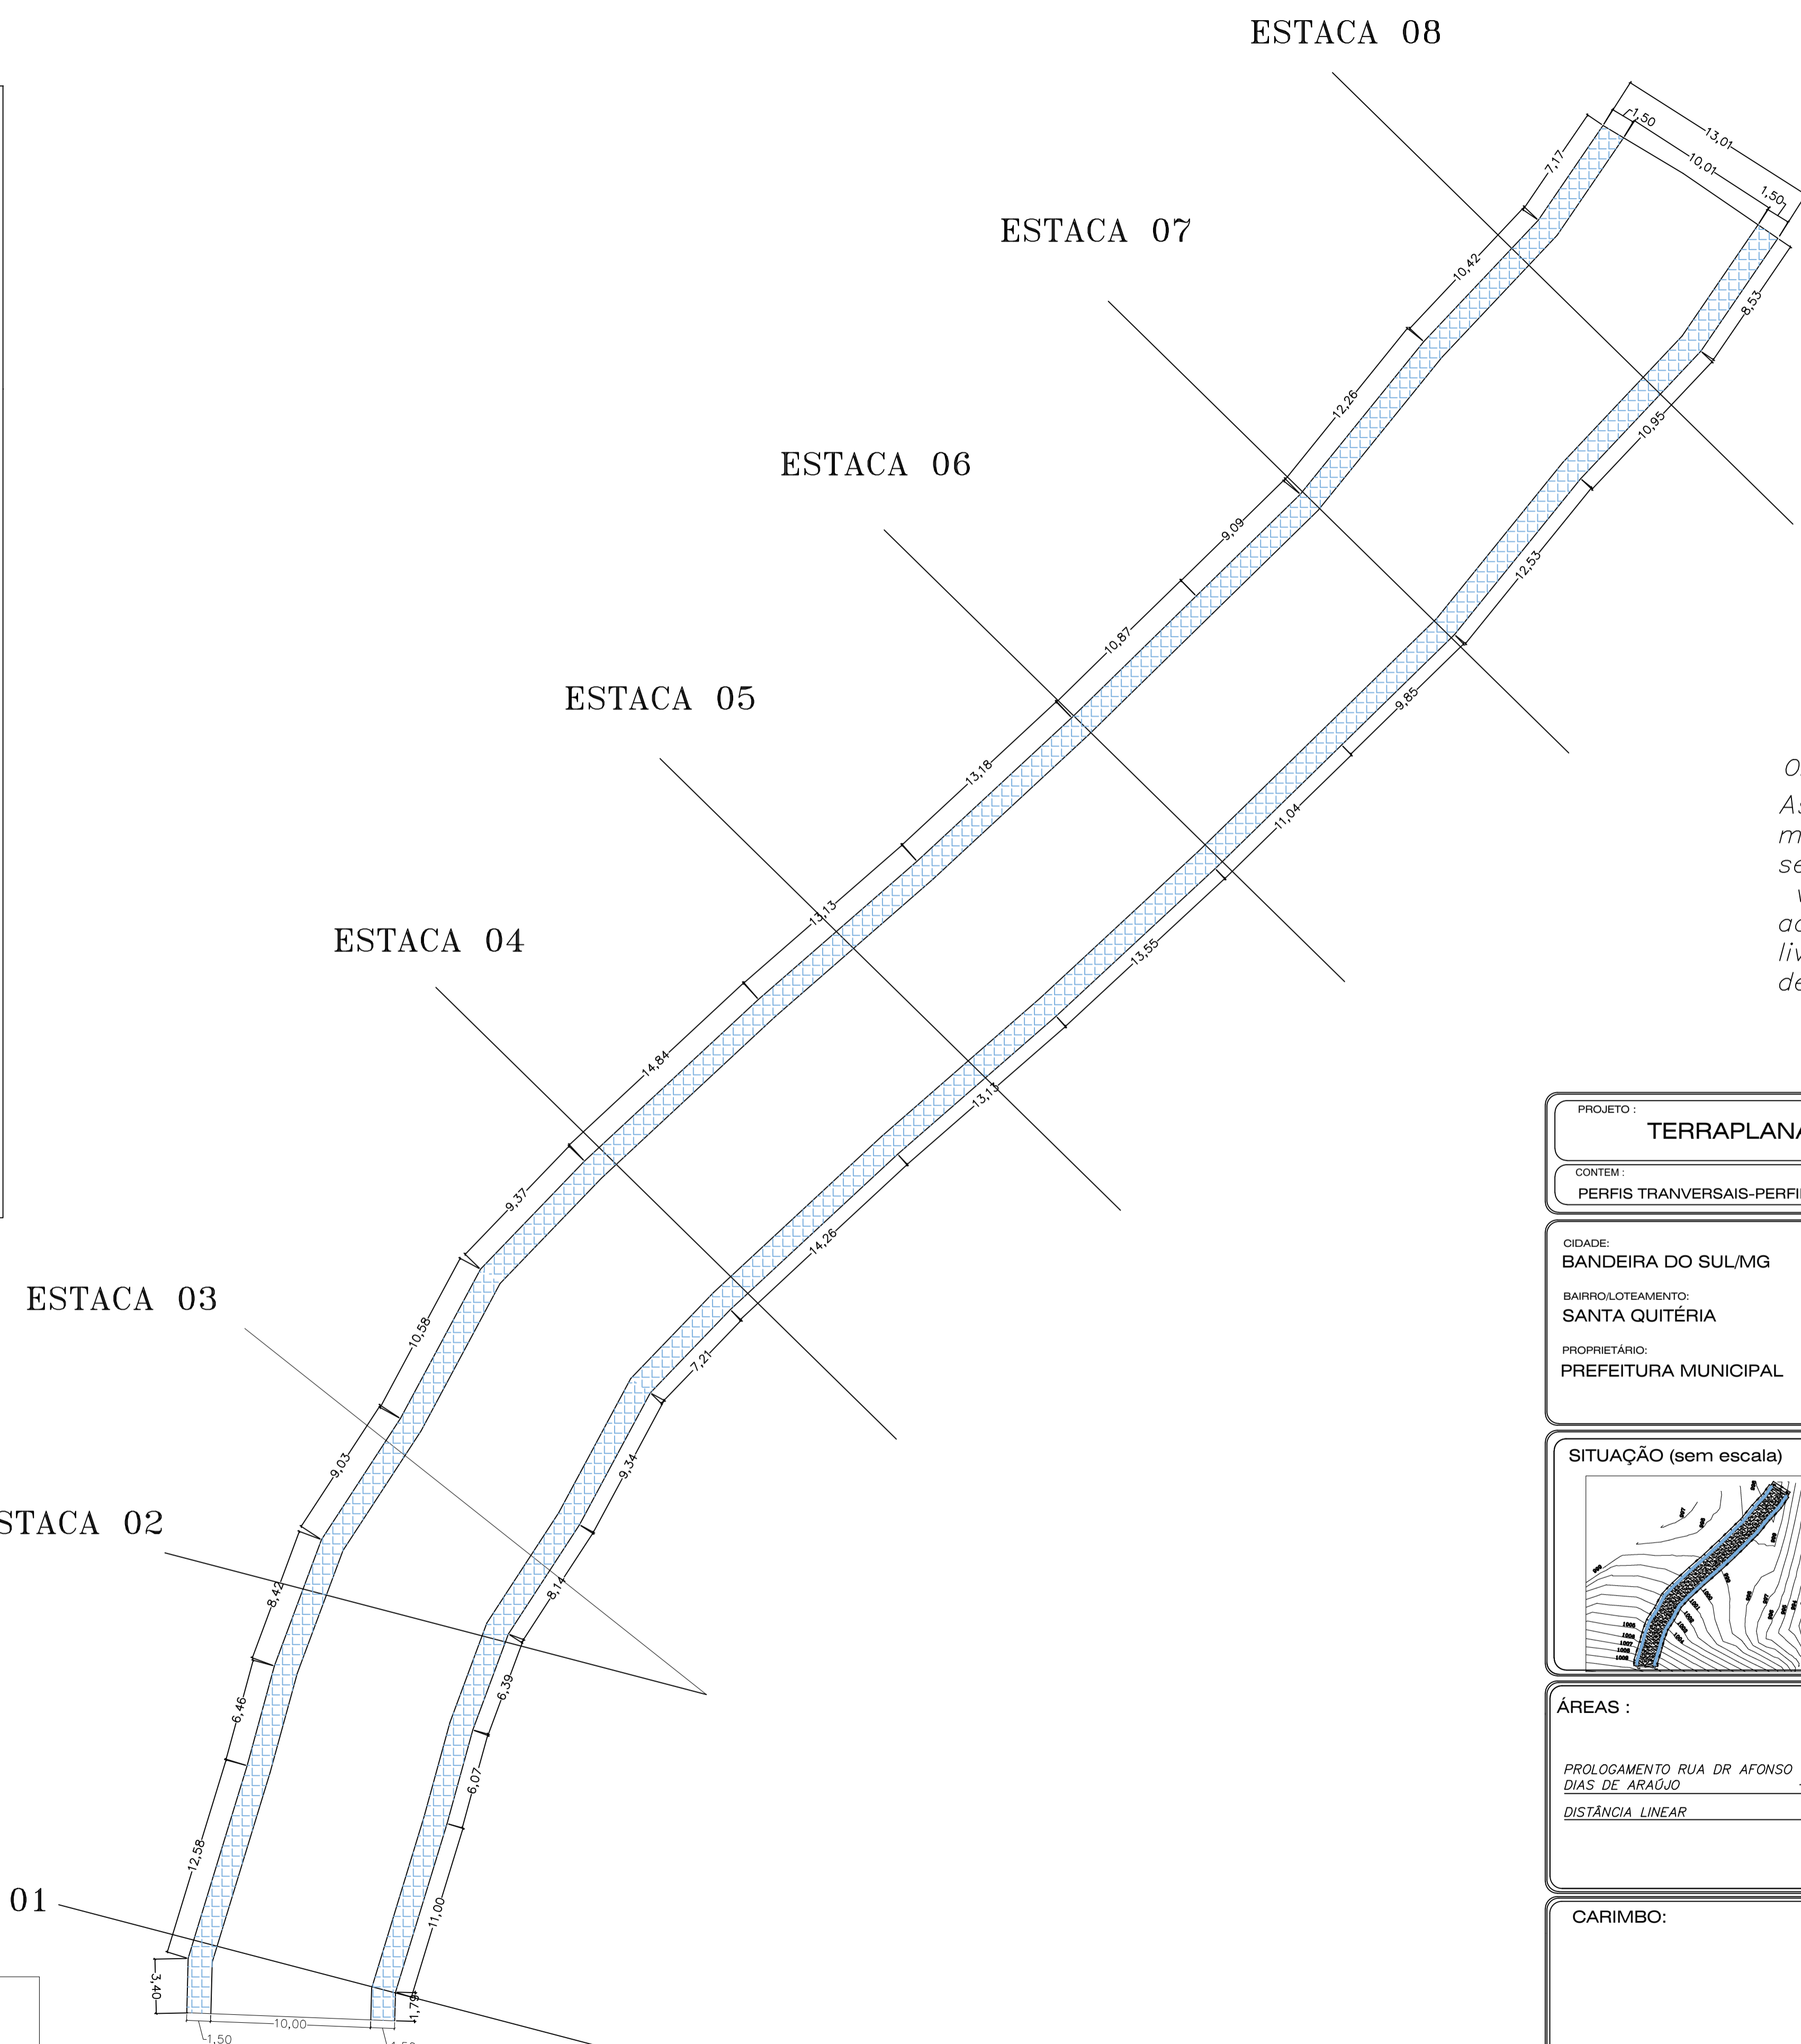 ESTACA 08
1,50
13,01
10,01
1,50
7,17
ESTACA 07
10,42
8,53
12,26
10,95
ESTACA 06
9,09
12,53
10,87
ESTACA 05
9,85
13,18
11,04
ESTACA 04
13,13
13,55
14,84
13,13
9,37
14,26
ESTACA 03
10,58
7,21
9,03
9,34
STACA 02
8,42
8,14
6,46
6,39
6,07
12,58
01
11,00
3,40
1,79
10,00
1,50
PROJETO :
TERRAPLANA
CONTEM :
PERFIS TRANVERSAIS-PERFI
CIDADE:
BANDEIRA DO SUL/MG
BAIRRO/LOTEAMENTO:
SANTA QUITÉRIA
PROPRIETÁRIO:
PREFEITURA MUNICIPAL
SITUAÇÃO (sem escala)
ÁREAS :
PROLOGAMENTO RUA DR AFONSO
DIAS DE ARAÚJO
DISTÂNCIA LINEAR
CARIMBO: